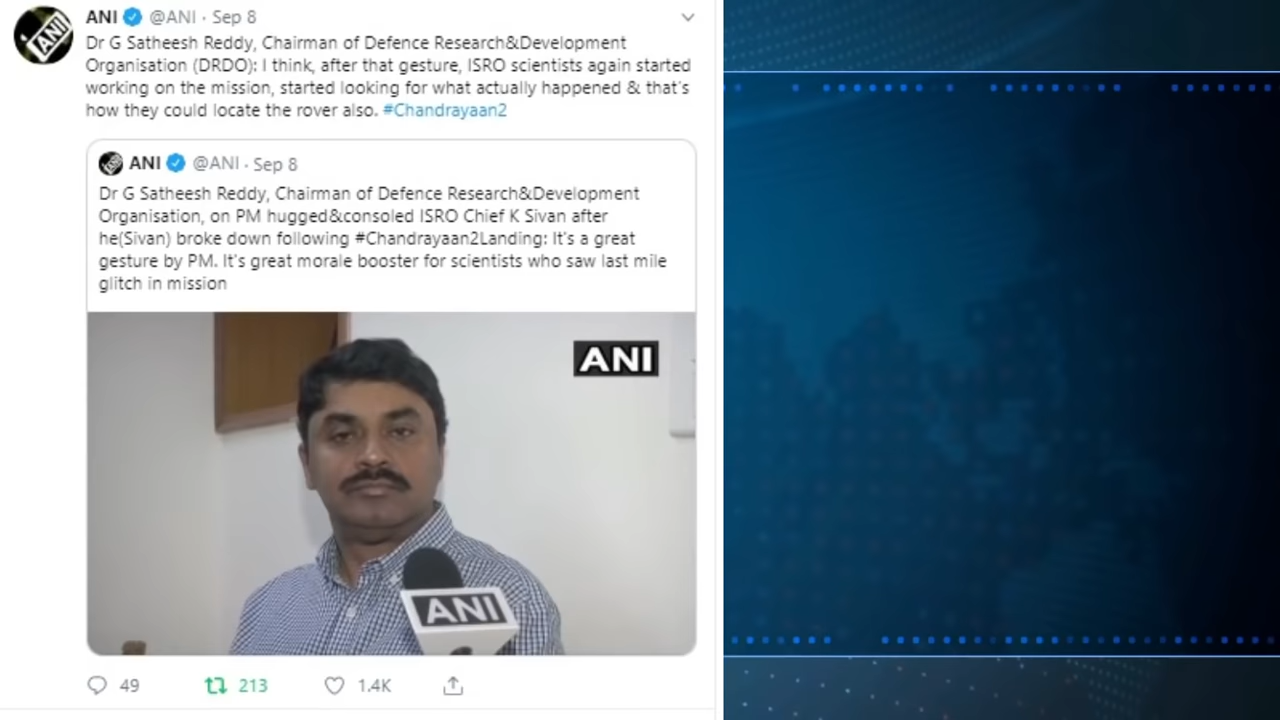 ANI @ANI · Sep 8
Dr G Satheesh Reddy, Chairman of Defence Research&Development
Organisation (DRDO): I think, after that gesture, ISRO scientists again started
working on the mission, started looking for what actually happened & that's
how they could locate the rover also. #Chandrayaan2
ANI @ANI · Sep 8
Dr G Satheesh Reddy, Chairman of Defence Research&Development
Organisation, on PM hugged&consoled ISRO Chief K Sivan after
he(Sivan) broke down following #Chandrayaan2Landing: It's a great
gesture by PM. It's great morale booster for scientists who saw last mile
glitch in mission
ANI
ANI
49 213 1.4K